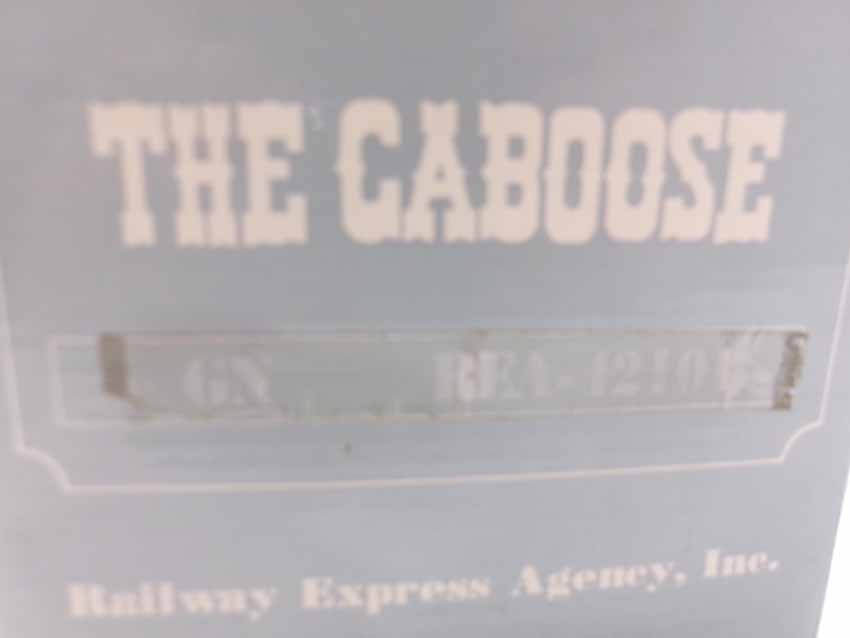 THE CABOOSE
GN
Railway Express Agency, Inc.